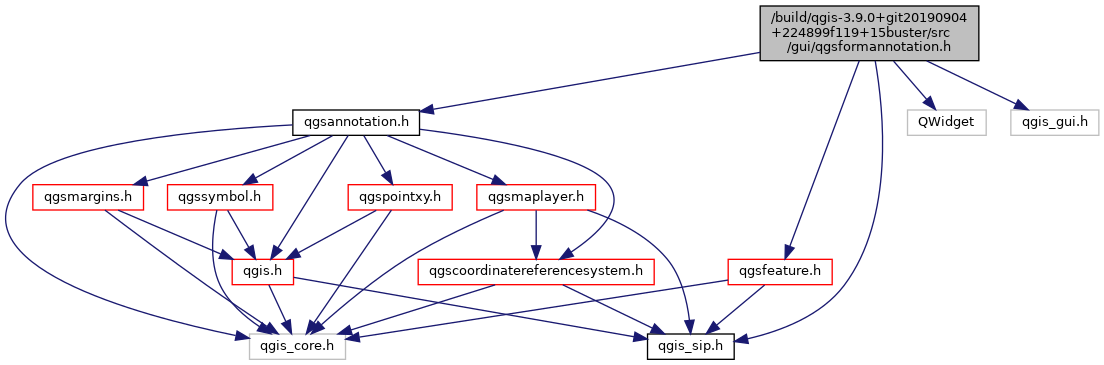 /build/qgis-3.9.0+git20190904
+224899f119+15buster/src
/gui/qgsformannotation.h
qgsannotation.h
QWidget
qgis_gui.h
qgsmargins.h
qgssymbol.h
qgspointxy.h
qgsmaplayer.h
qgis.h
qgscoordinatereferencesystem.h
qgsfeature.h
qgis_core.h
qgis_sip.h